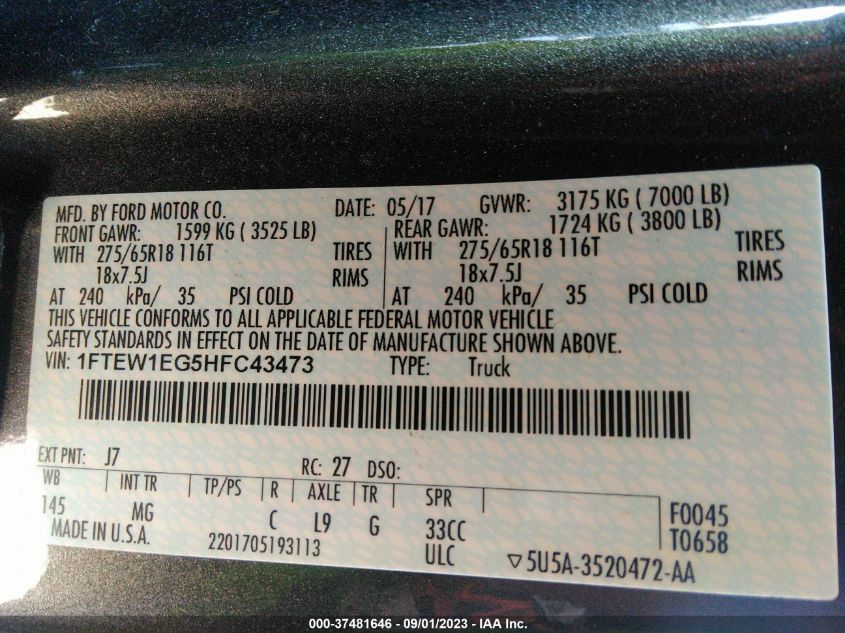 MFD. BY FORD MOTOR CO. DATE: 05/17 GVWR: 3175 KG ( 7000 LB)
FRONT GAWR: 1599 KG ( 3525 LB) REAR GAWR: 1724 KG ( 3800 LB)
WITH 275/65R18 116T TIRES WITH 275/65R18 116T TIRES
18x7.5J RIMS 18x7.5J RIMS
AT 240 kPa/ 35 PSI COLD AT 240 kPa/ 35 PSI COLD
THIS VEHICLE CONFORMS TO ALL APPLICABLE FEDERAL MOTOR VEHICLE
SAFETY STANDARDS IN EFFECT ON THE DATE OF MANUFACTURE SHOWN ABOVE.
VIN: 1FTEW1EG5HFC43473 TYPE: Truck
EXT PNT: J7 RC: 27 DSO:
WB INT TR TP/PS R AXLE TR SPR
145 MG C L9 G 33CC F0045
MADE IN U.S.A. 2201705193113 ULC T0658
▽5U5A-3520472-AA
000-37481646 - 09/01/2023 - IAA Inc.